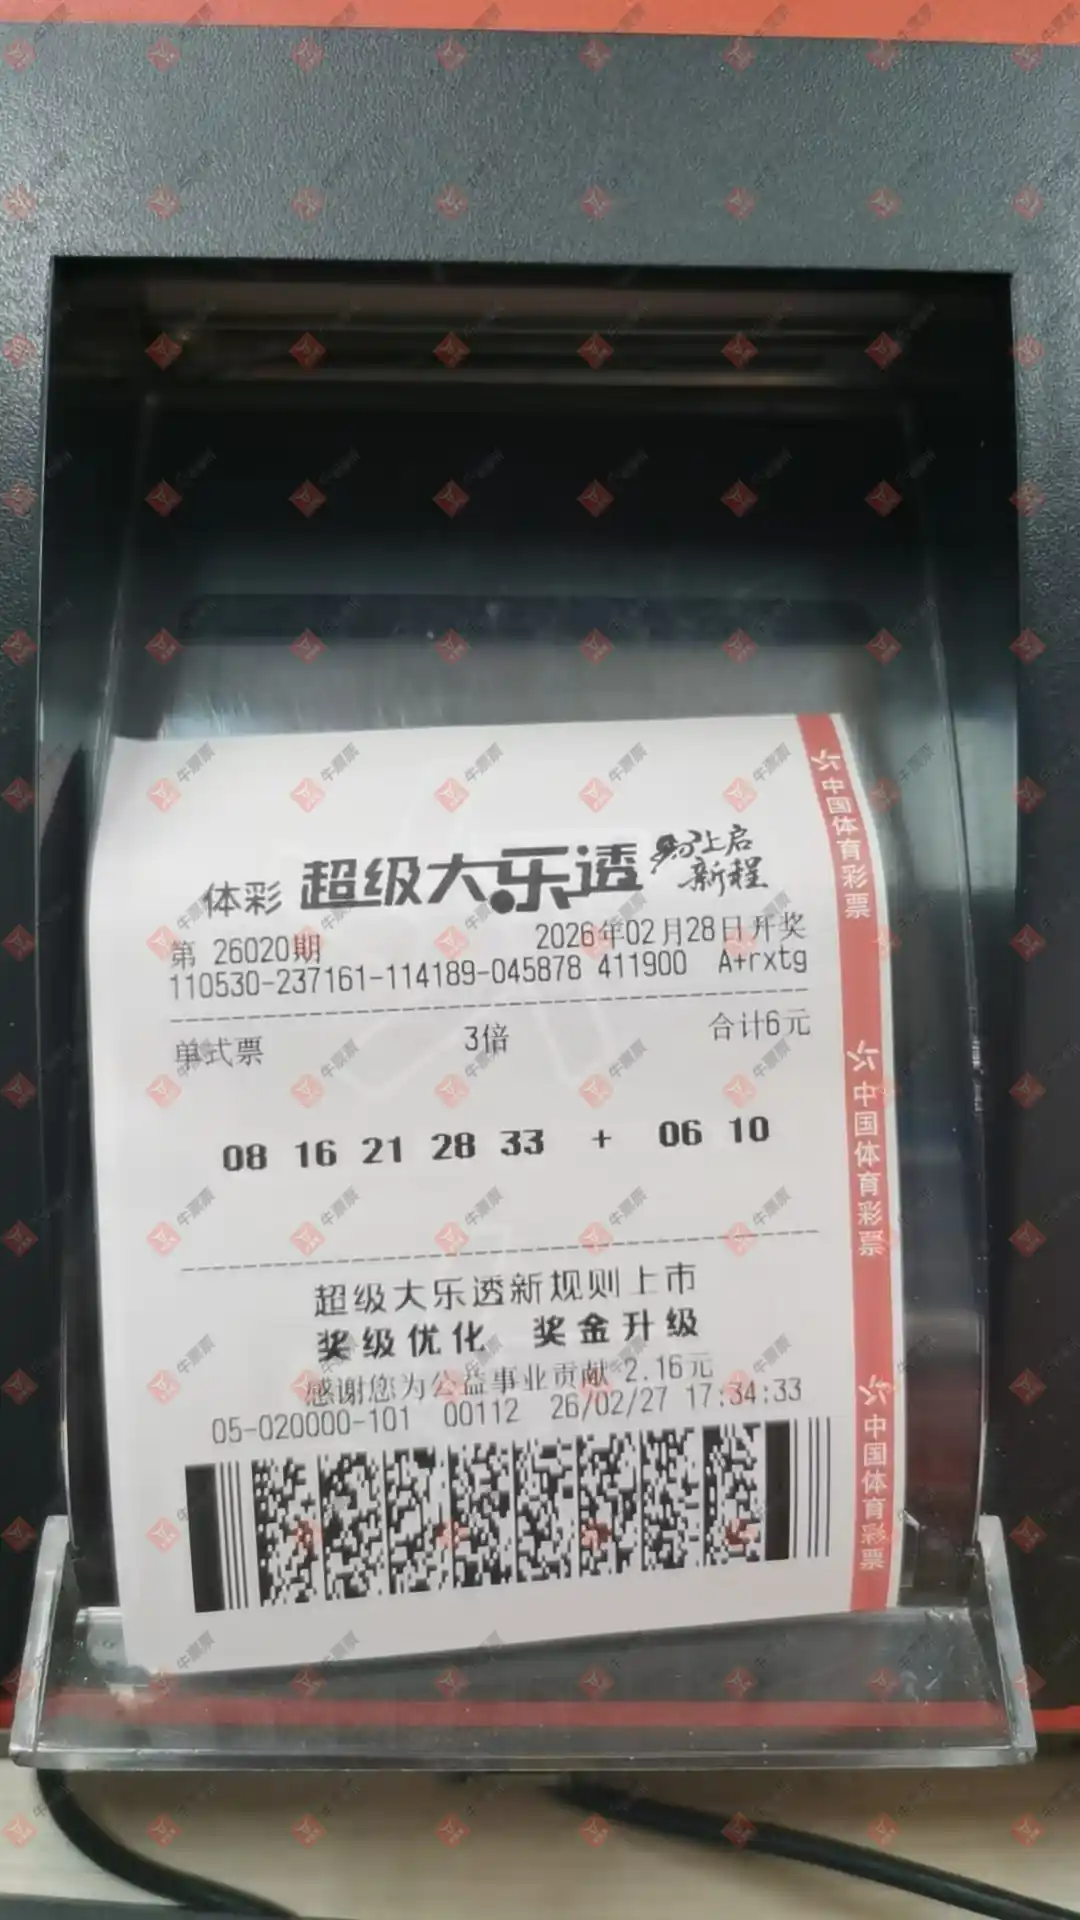 体彩 超级大乐透 上启
新程
第 26020期 2026年02月28日开奖
110530-237161-114189-045878 411900 A+rxtg
单式票 3倍 合计6元
08 16 21 28 33 + 06 10
超级大乐透新规则上市
奖级优化 奖金升级
感谢您为公益事业贡献 2.16元
05-020000-101 00112 26/02/27 17:34:33
中国体育彩票
中国体育彩票
中国体育彩票
牛票票